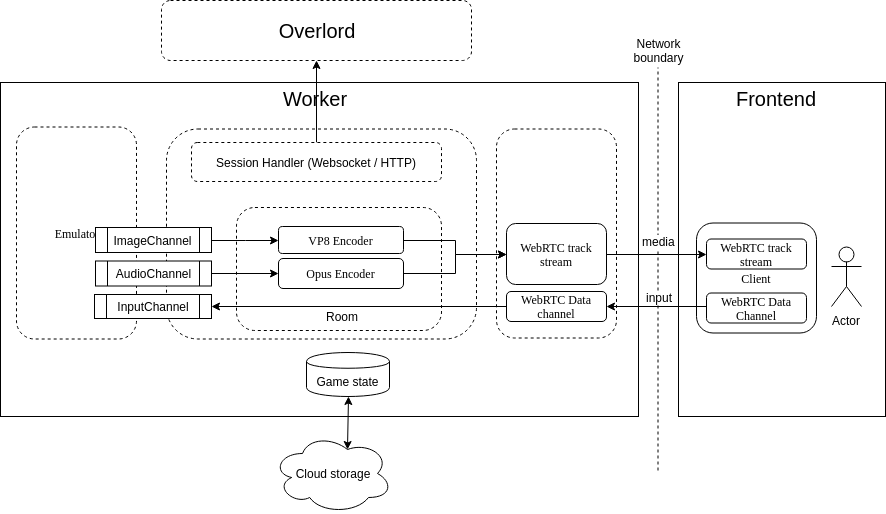 Overlord
Network
boundary
Worker
Frontend
Session Handler (Websocket / HTTP)
Emulato
ImageChannel
VP8 Encoder
WebRTC track
stream
media
WebRTC track
stream
AudioChannel
Opus Encoder
Client
InputChannel
WebRTC Data
channel
input
WebRTC Data
Channel
Room
Actor
Game state
Cloud storage